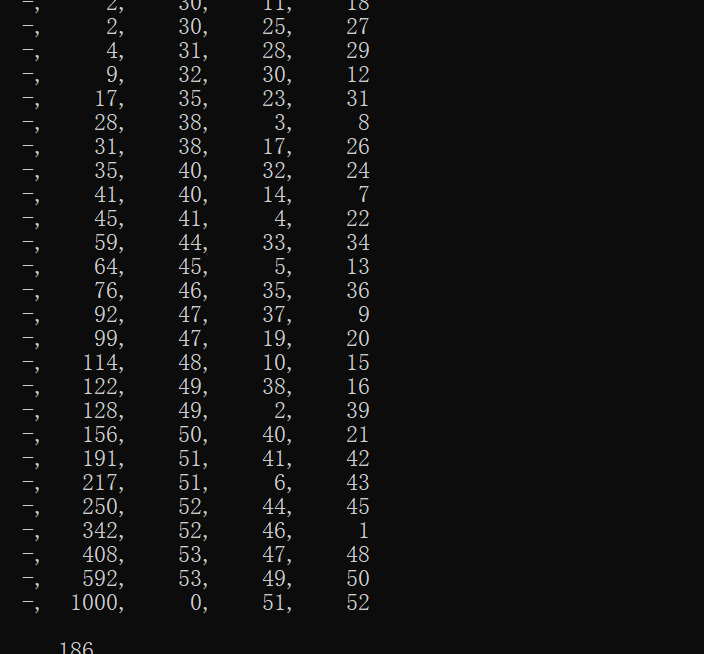 -, 2, 30, 11, 18
-, 2, 30, 25, 27
-, 4, 31, 28, 29
-, 9, 32, 30, 12
-, 17, 35, 23, 31
-, 28, 38, 3, 8
-, 31, 38, 17, 26
-, 35, 40, 32, 24
-, 41, 40, 14, 7
-, 45, 41, 4, 22
-, 59, 44, 33, 34
-, 64, 45, 5, 13
-, 76, 46, 35, 36
-, 92, 47, 37, 9
-, 99, 47, 19, 20
-, 114, 48, 10, 15
-, 122, 49, 38, 16
-, 128, 49, 2, 39
-, 156, 50, 40, 21
-, 191, 51, 41, 42
-, 217, 51, 6, 43
-, 250, 52, 44, 45
-, 342, 52, 46, 1
-, 408, 53, 47, 48
-, 592, 53, 49, 50
-, 1000, 0, 51, 52
186